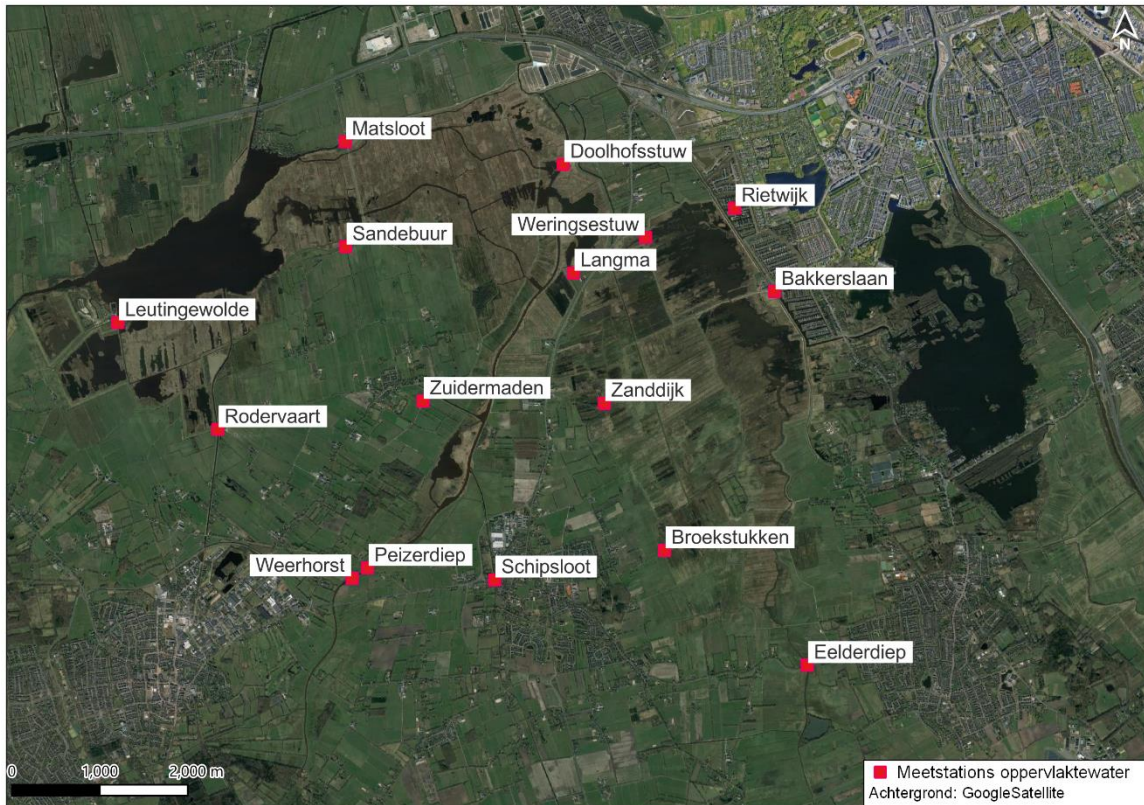 N
Matsloot
Doolhofsstuw
Rietwijk
Weringsestuw
Sandebuur
Langma
Bakkerslaan
Leutingewolde
Zuidermaden
Zanddijk
Rodervaart
Broekstukken
Peizerdiep
Weerhorst
Schipsloot
Eelderdiep
0 1,000 2,000 m
Meetstations oppervlaktewater
Achtergrond: GoogleSatellite